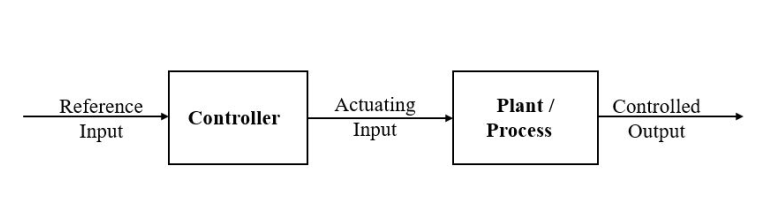 Reference
Input
Controller
Actuating
Input
Plant /
Process
Controlled
Output